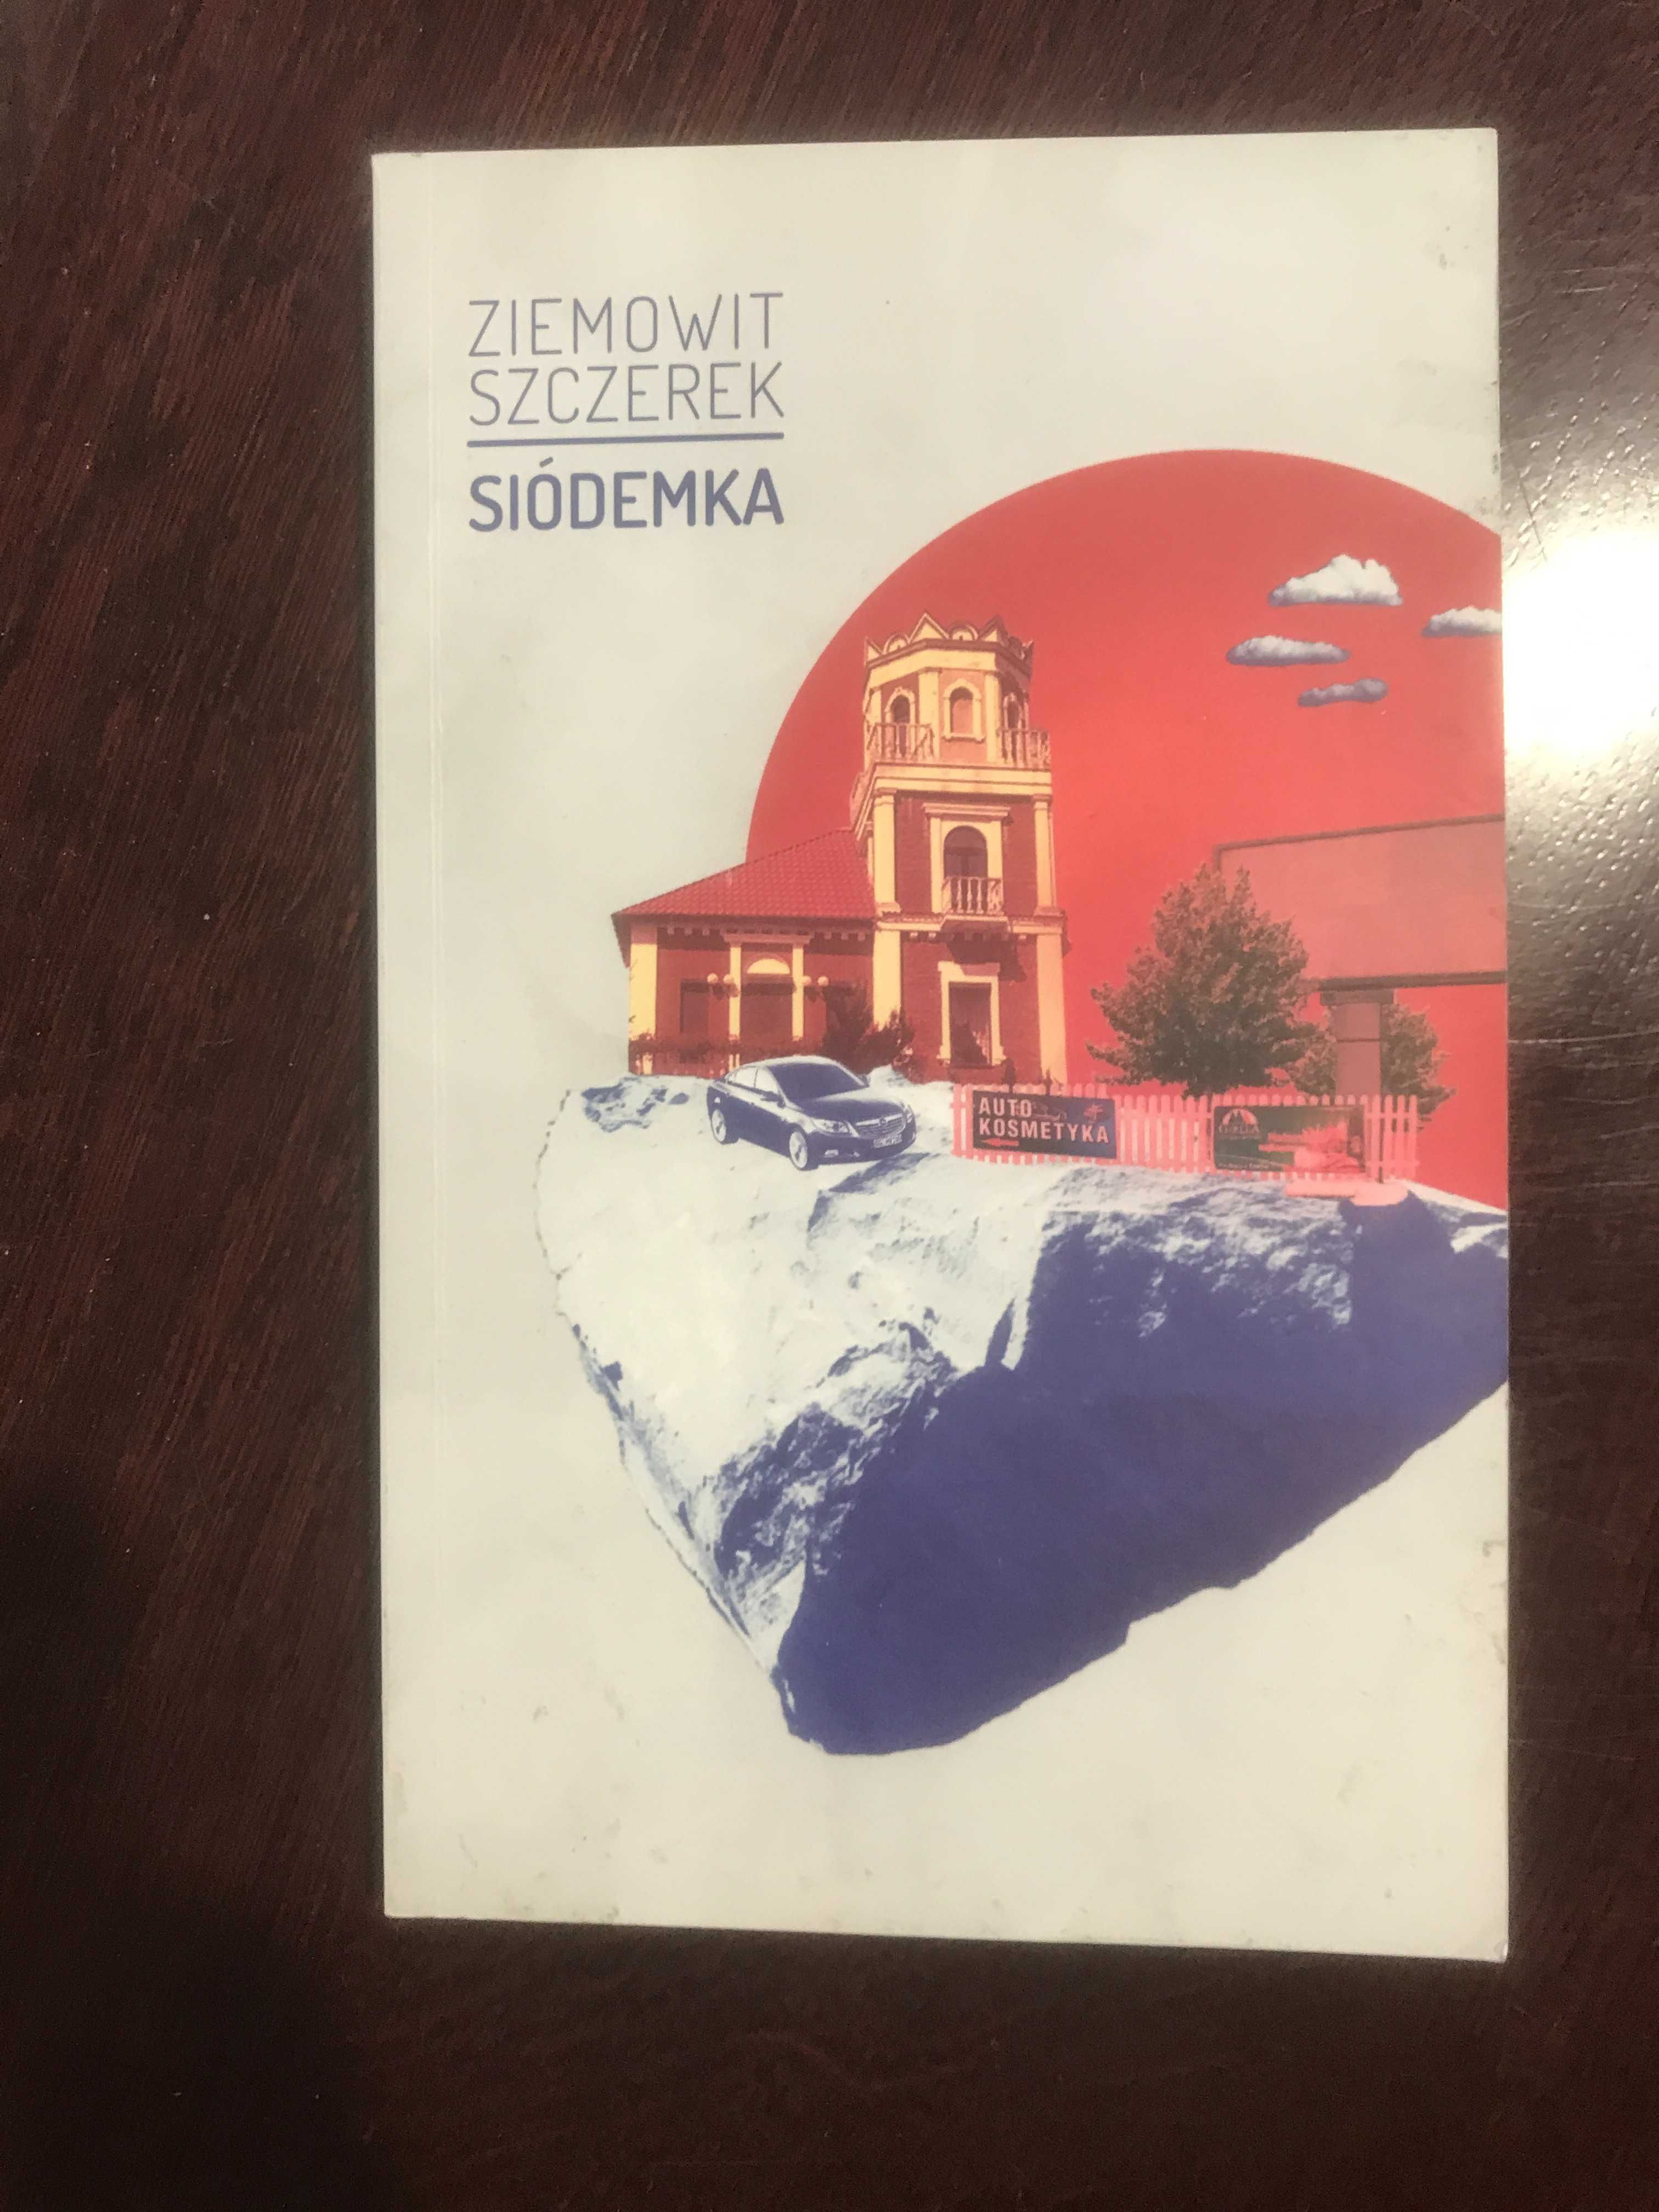 ZIEMOWIT
SZCZEREK
SIÓDEMKA
AUTO
KOSMETYKA